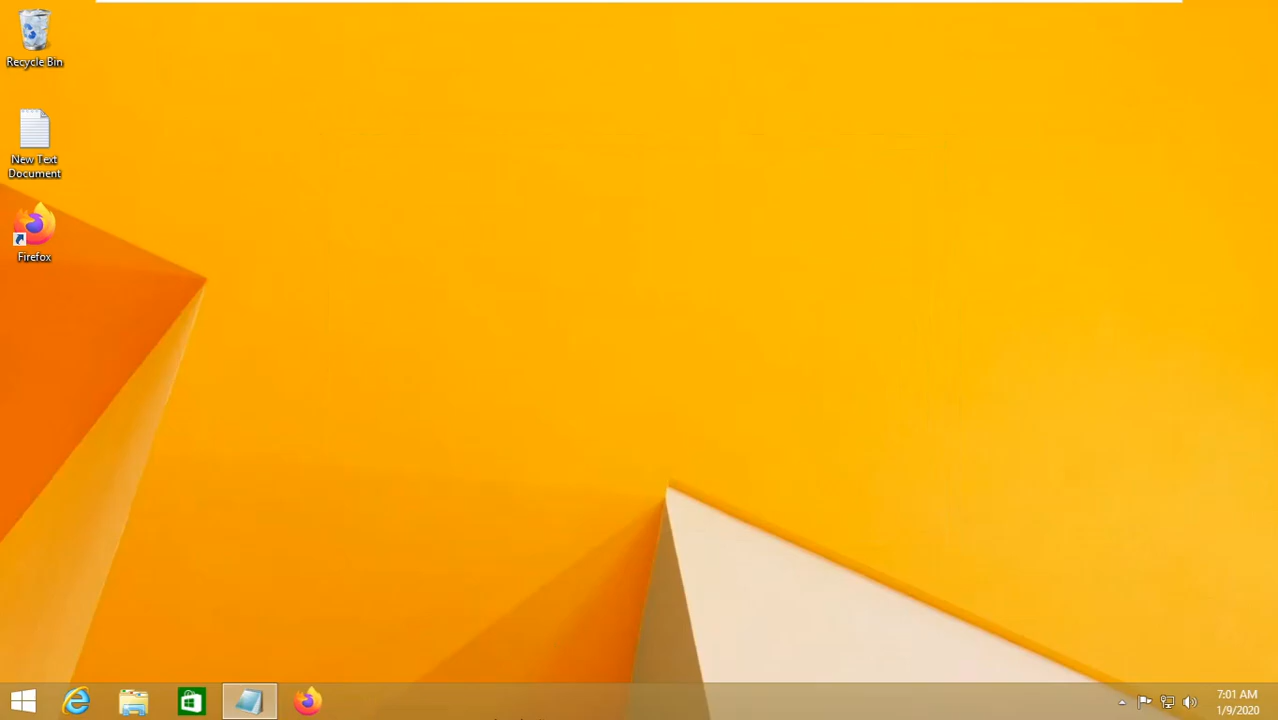 Recycle Bin
New Text
Document
Firefox
7:01 AM
1/9/2020